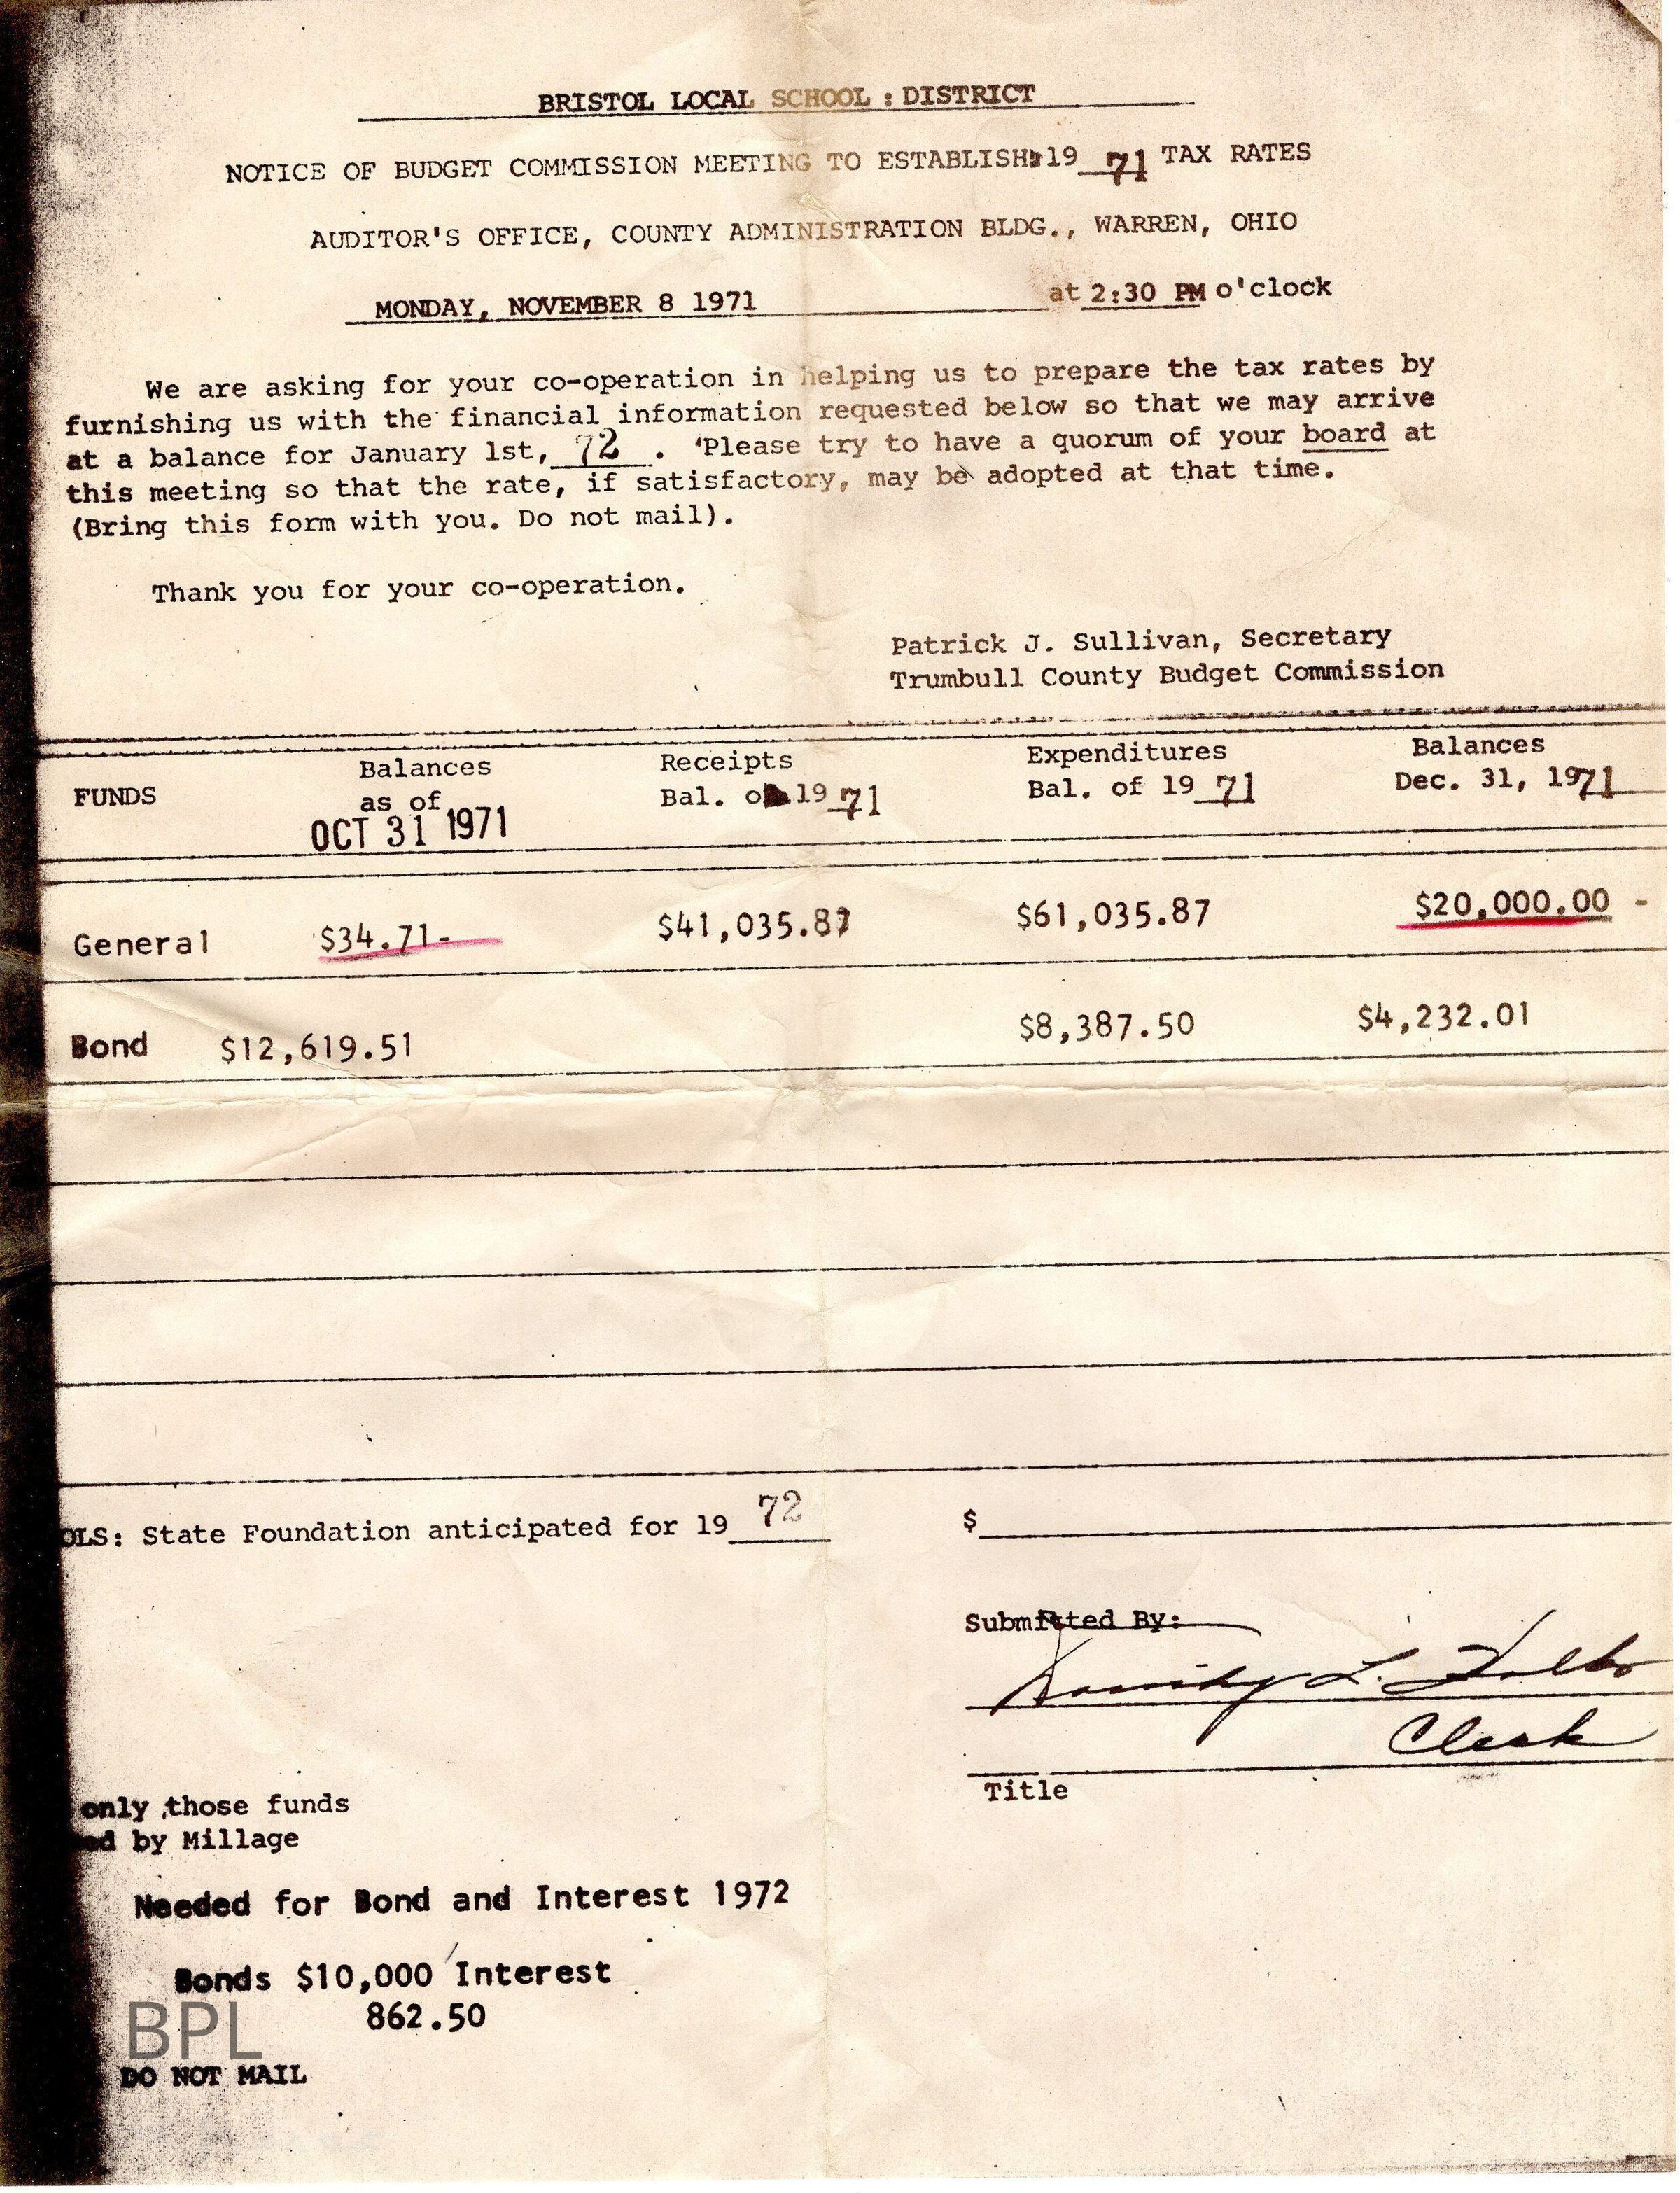 BRISTOL LOCAL SCHOOL : DISTRICT
NOTICE OF BUDGET COMMISSION MEETING TO ESTABLISH 19 71 TAX RATES
AUDITOR'S OFFICE, COUNTY ADMINISTRATION BLDG., WARREN, OHIO
MONDAY, NOVEMBER 8 1971 at 2:30 PM o'clock
We are asking for your co-operation in helping us to prepare the tax rates by
furnishing us with the financial information requested below so that we may arrive
at a balance for January 1st, 72 . Please try to have a quorum of your board at
this meeting so that the rate, if satisfactory, may be adopted at that time.
(Bring this form with you. Do not mail).
Thank you for your co-operation.
Patrick J. Sullivan, Secretary
Trumbull County Budget Commission
FUNDS Balances as of OCT 31 1971 Receipts Bal. of 19 71 Expenditures Bal. of 19 71 Balances Dec. 31, 1971
General $34.71- $41,035.87 $61,035.87 $20,000.00 -
Bond $12,619.51 $8,387.50 $4,232.01
OLS: State Foundation anticipated for 19 72 $
Submitted By:
L.
Clerk
Title
only those funds
ed by Millage
Needed for Bond and Interest 1972
Bonds $10,000 Interest
862.50
BPL
DO NOT MAIL